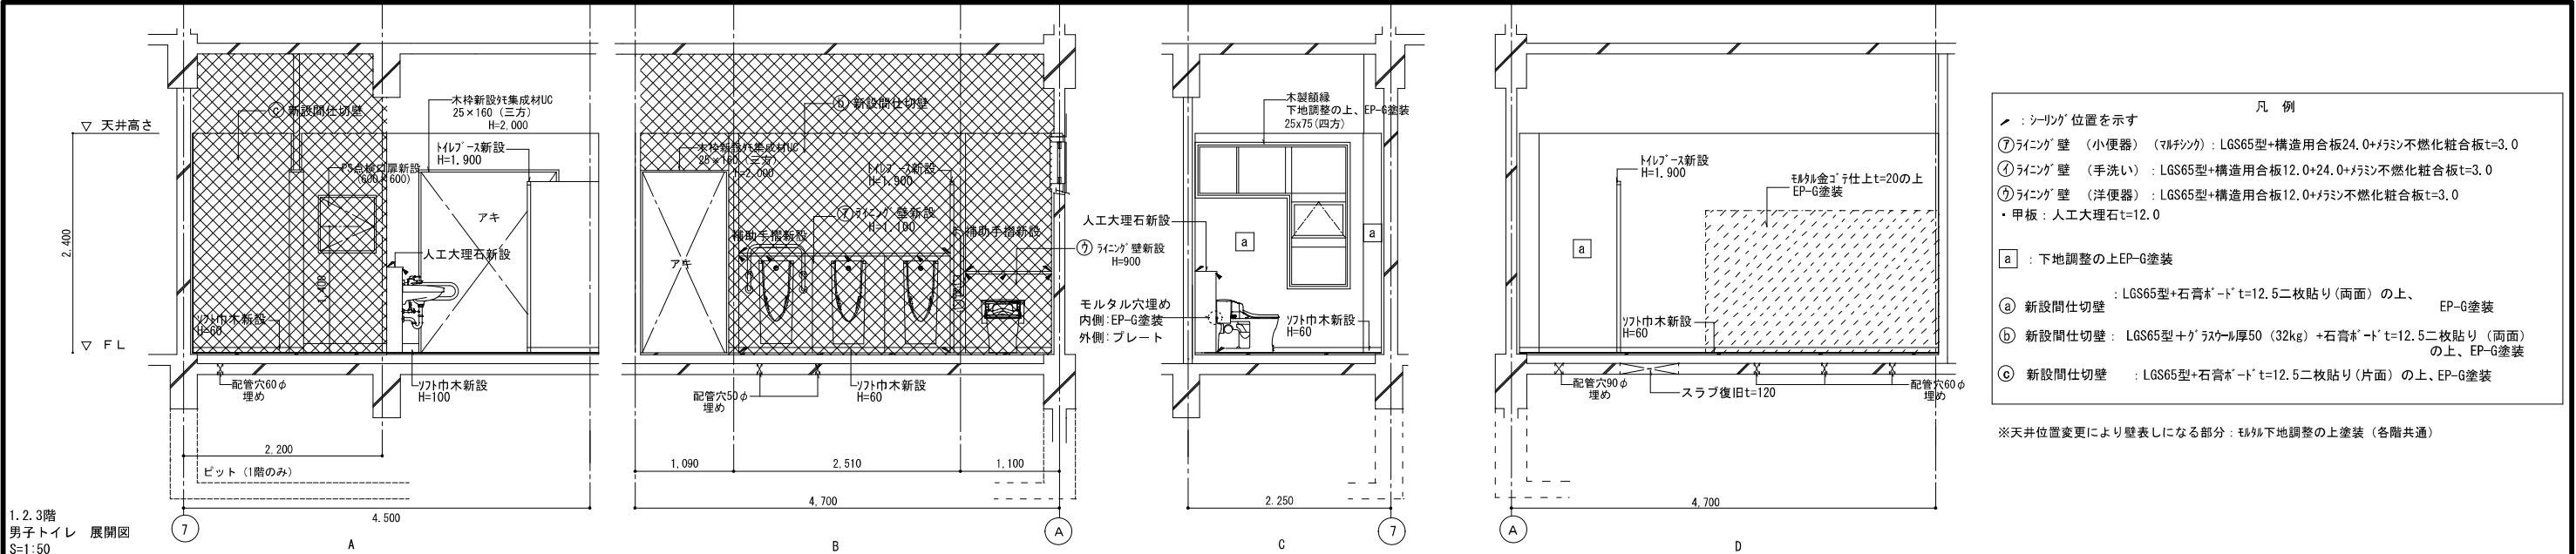 ▽ 天井高さ
2,400
▽ FL
ⓒ 新設間仕切壁
木枠新設ﾀﾓ集成材UC
25×160 (三方)
H=2,000
ﾄｲﾚﾌﾞｰｽ新設
H=1.900
PS点検口扉新設
(600×600)
アキ
人工大理石新設
1,400
ｿﾌﾄ巾木新設
H=60
配管穴60φ
埋め
ｿﾌﾄ巾木新設
H=100
2,200
ピット (1階のみ)
4.500
7
A
1.2.3階
男子トイレ 展開図
S=1:50
ⓑ 新設間仕切壁
木枠新設ﾀﾓ集成材UC
25×160 (三方)
H=2,000
ﾄｲﾚﾌﾞｰｽ新設
H=1.900
㋐ ﾗｲﾆﾝｸﾞ壁新設
H=1,100
補助手摺新設
補助手摺新設
アキ
㋒ ﾗｲﾆﾝｸﾞ壁新設
H=900
配管穴50φ
埋め
ｿﾌﾄ巾木新設
H=60
1,090
2,510
1,100
4,700
A
B
木製額縁
下地調整の上、EP-G塗装
25x75(四方)
人工大理石新設
a
a
モルタル穴埋め
内側:EP-G塗装
外側:プレート
ｿﾌﾄ巾木新設
H=60
2.250
7
C
ﾄｲﾚﾌﾞｰｽ新設
H=1.900
ﾓﾙﾀﾙ金ゴテ仕上t=20の上
EP-G塗装
a
ｿﾌﾄ巾木新設
H=60
配管穴90φ
埋め
スラブ復旧t=120
配管穴60φ
埋め
4,700
A
D
凡 例
: ｼｰﾘﾝｸﾞ位置を示す
㋐ﾗｲﾆﾝｸﾞ壁 (小便器) (ﾏﾙﾁｼﾝｸ) : LGS65型+構造用合板24.0+ﾒﾗﾐﾝ不燃化粧合板t=3.0
㋑ﾗｲﾆﾝｸﾞ壁 (手洗い) : LGS65型+構造用合板12.0+24.0+ﾒﾗﾐﾝ不燃化粧合板t=3.0
㋒ﾗｲﾆﾝｸﾞ壁 (洋便器) : LGS65型+構造用合板12.0+ﾒﾗﾐﾝ不燃化粧合板t=3.0
・甲板：人工大理石t=12.0
a : 下地調整の上EP-G塗装
ⓐ 新設間仕切壁 : LGS65型+石膏ﾎﾞｰﾄﾞt=12.5二枚貼り(両面) の上、 EP-G塗装
ⓑ 新設間仕切壁： LGS65型＋ｸﾞﾗｽｳｰﾙ厚50 (32kg) +石膏ﾎﾞｰﾄﾞt=12.5二枚貼り (両面)
の上、EP-G塗装
ⓒ 新設間仕切壁 : LGS65型+石膏ﾎﾞｰﾄﾞt=12.5二枚貼り(片面) の上、EP-G塗装
※天井位置変更により壁表しになる部分：ﾓﾙﾀﾙ下地調整の上塗装 (各階共通)